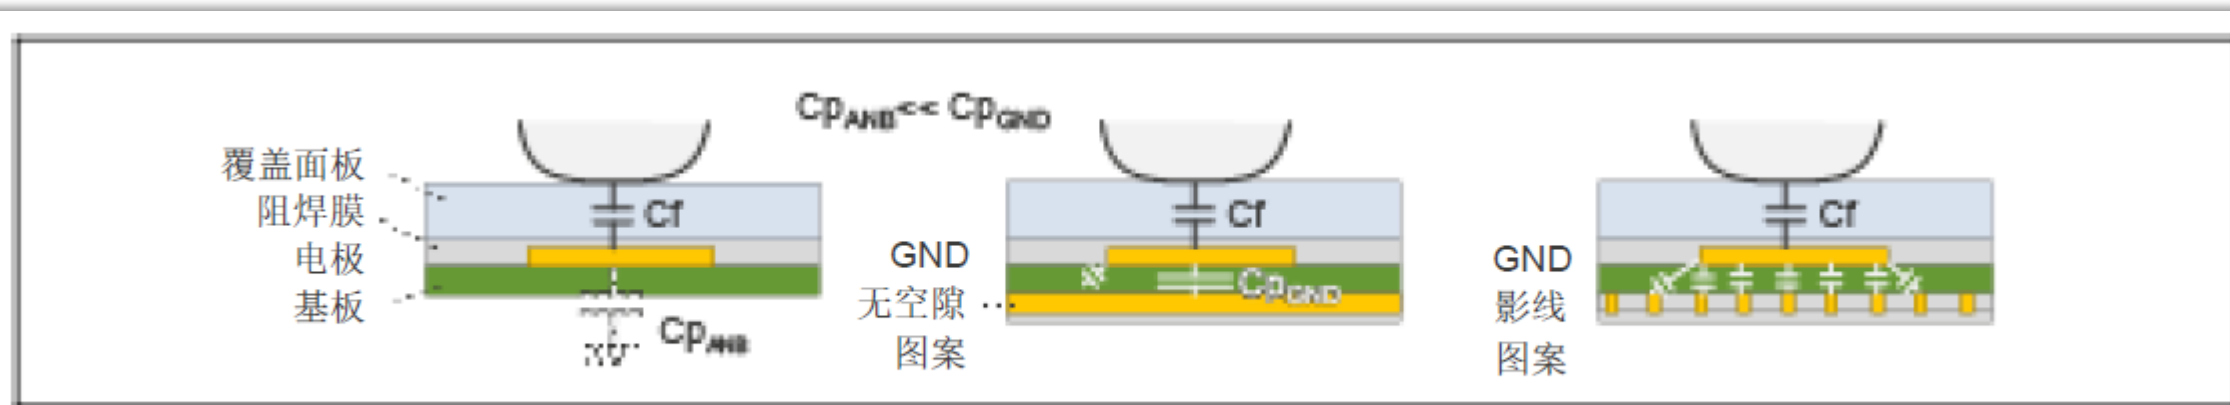 Cp_ANB<< Cp_GND
覆盖面板
阻焊膜
电极
基板
Cf
Cp_ANB
GND
无空隙
图案
Cf
Cp_GND
GND
影线
图案
Cf